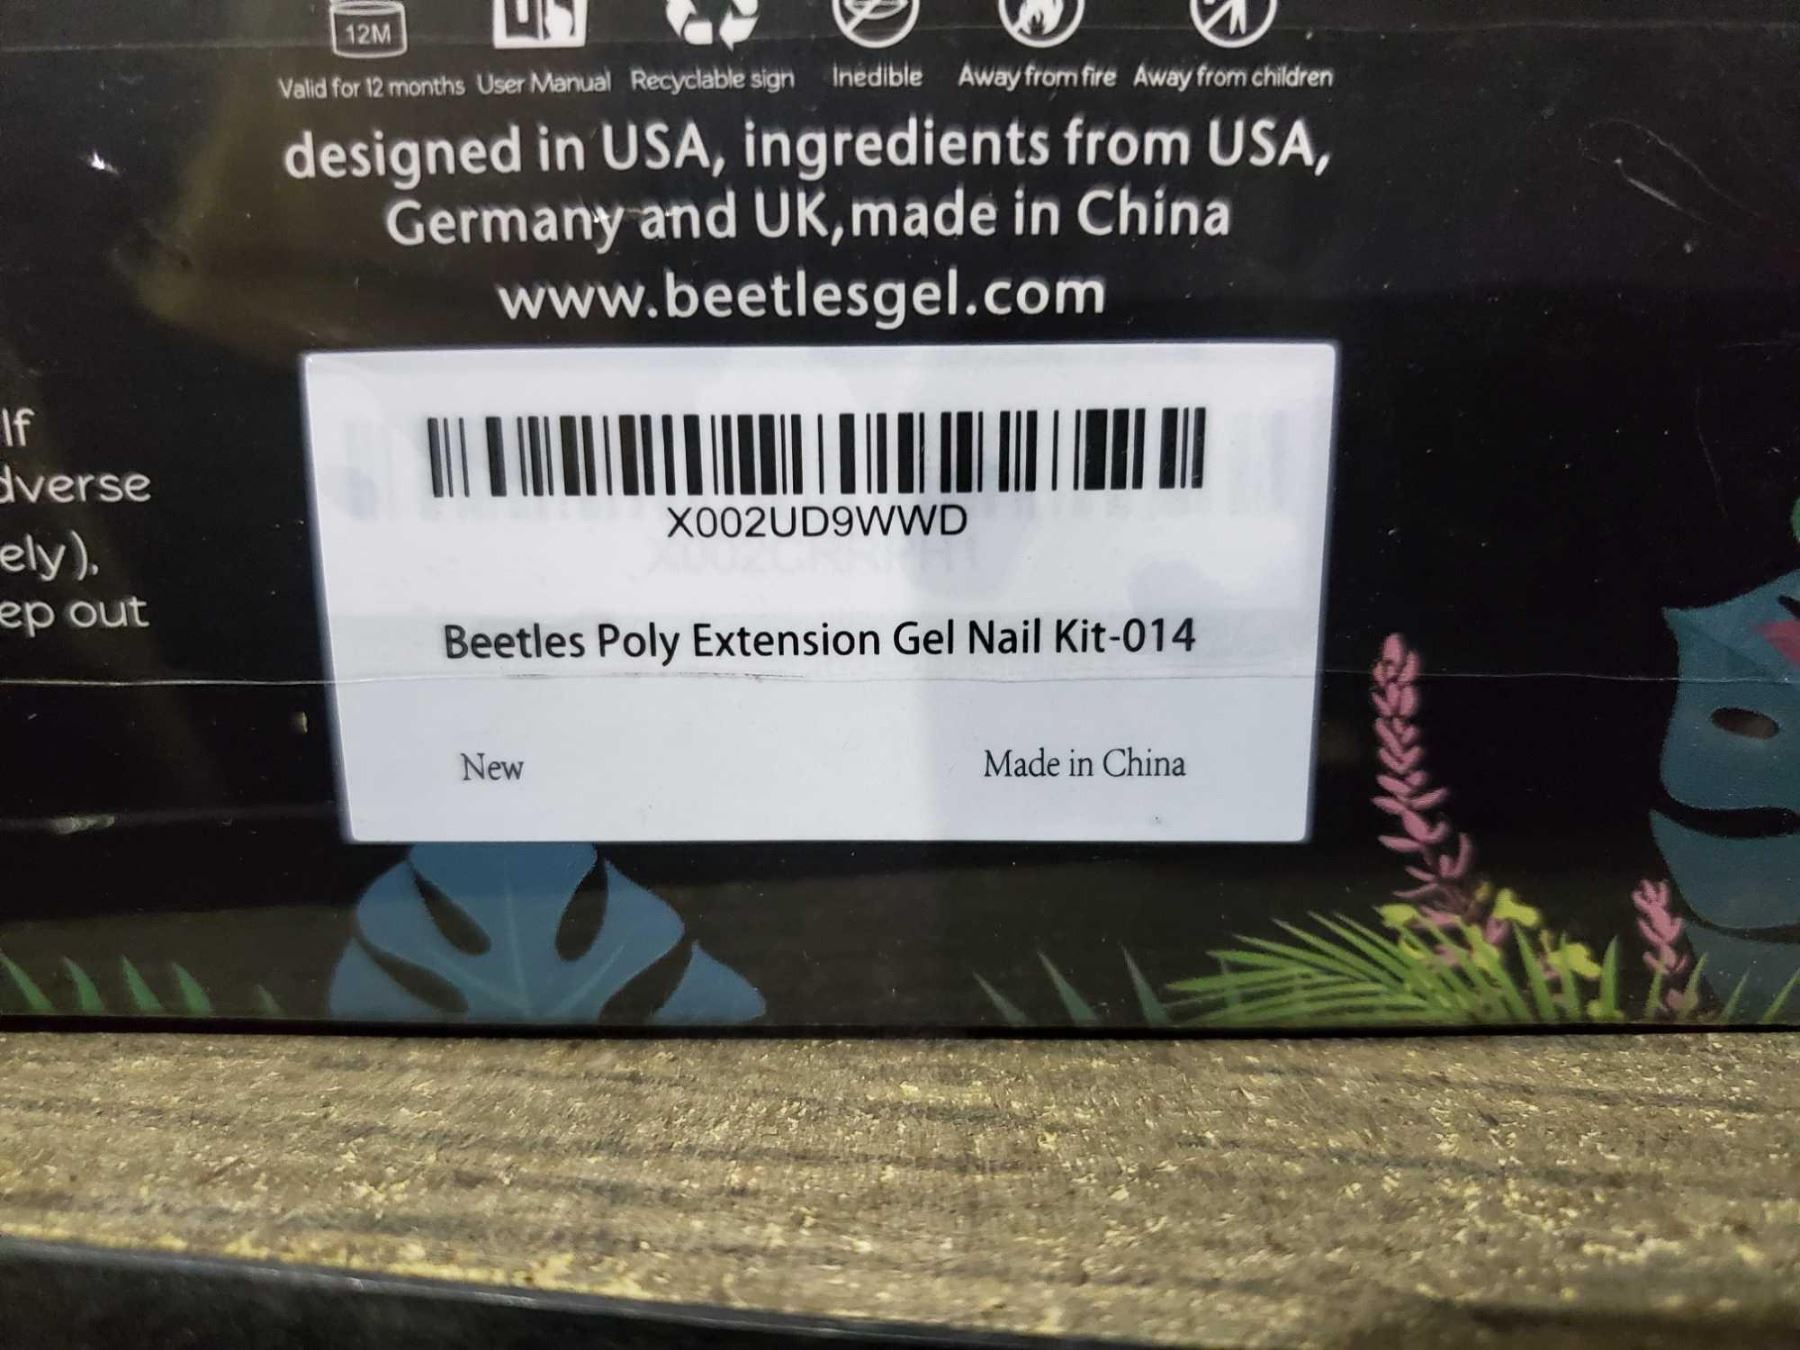 12M
Valid for 12 months User Manual Recyclable sign Inedible Away from fire Away from children
designed in USA, ingredients from USA,
Germany and UK,made in China
www.beetlesgel.com
If
dverse
ely).
ep out
X002UD9WWD
Beetles Poly Extension Gel Nail Kit-014
New Made in China